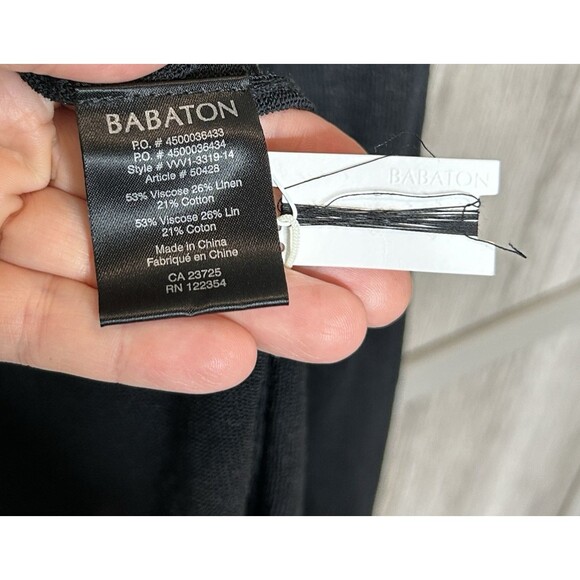 BABATON
P.O. # 4500036433
P.O. # 4500036434
Style # VVV1-3319-14
Article # 50428
53% Viscose 26% Linen
21% Cotton
53% Viscose 26% Lin
21% Coton
Made in China
Fabriqué en Chine
CA 23725
RN 122354
BABATON